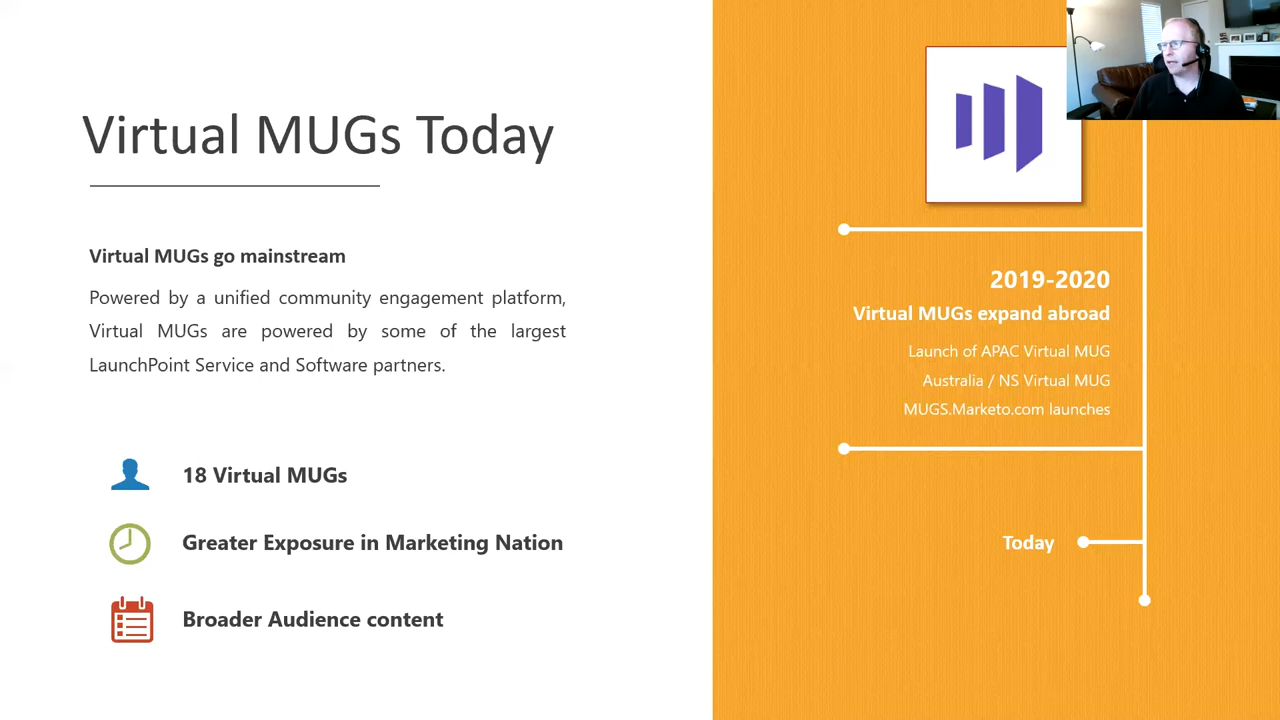 Virtual MUGs Today
Virtual MUGs go mainstream
Powered by a unified community engagement platform,
Virtual MUGs are powered by some of the largest
LaunchPoint Service and Software partners.
18 Virtual MUGs
Greater Exposure in Marketing Nation
Broader Audience content
2019-2020
Virtual MUGs expand abroad
Launch of APAC Virtual MUG
Australia / NS Virtual MUG
MUGS.Marketo.com launches
Today